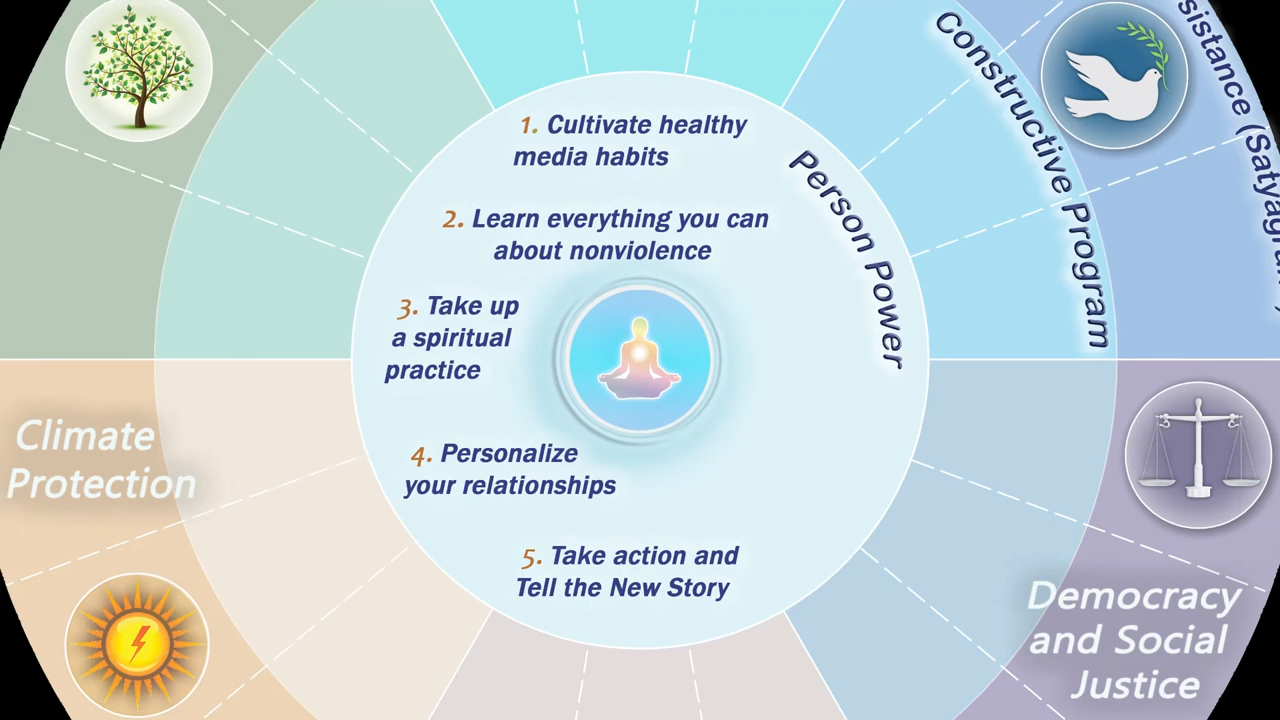 1. Cultivate healthy
media habits
2. Learn everything you can
about nonviolence
3. Take up
a spiritual
practice
4. Personalize
your relationships
5. Take action and
Tell the New Story
Person Power
Constructive Program
Climate
Protection
Democracy
and Social
Justice